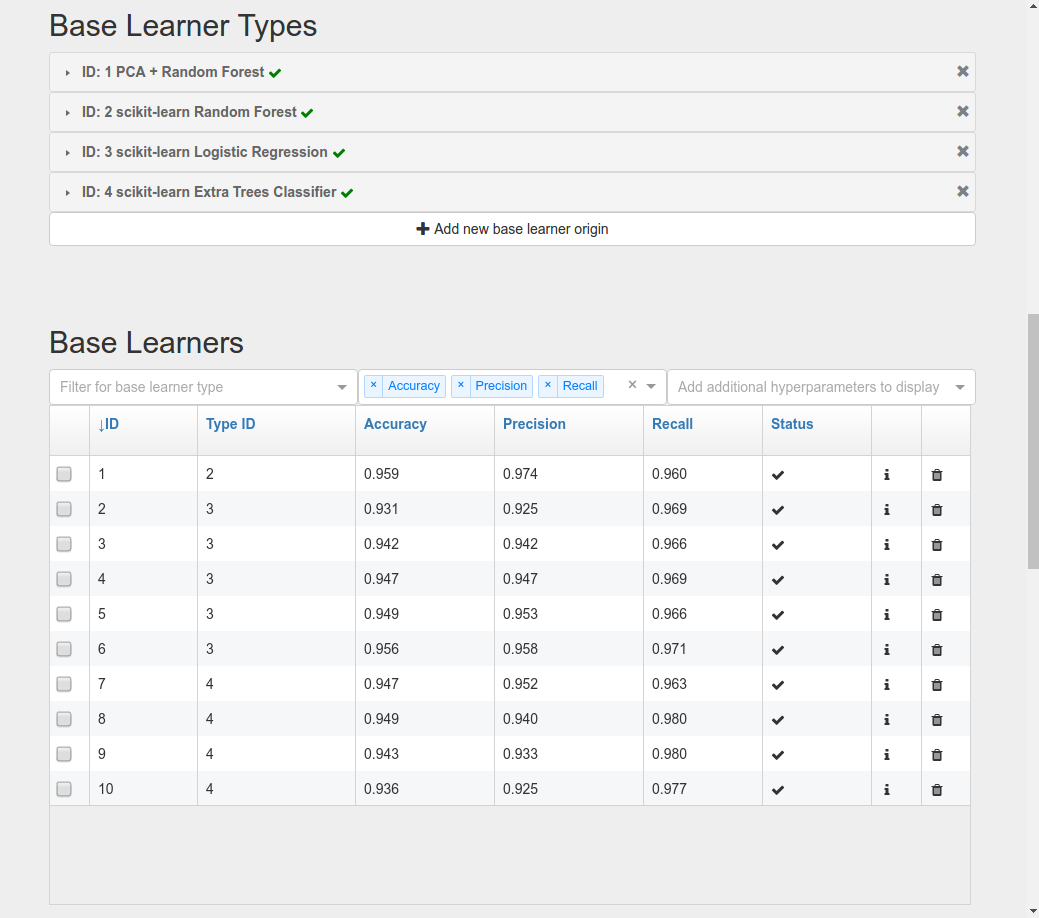 Base Learner Types
ID: 1 PCA + Random Forest
ID: 2 scikit-learn Random Forest
ID: 3 scikit-learn Logistic Regression
ID: 4 scikit-learn Extra Trees Classifier
Add new base learner origin
Base Learners
Filter for base learner type × Accuracy × Precision × Recall × Add additional hyperparameters to display
↓ID Type ID Accuracy Precision Recall Status
1 2 0.959 0.974 0.960
2 3 0.931 0.925 0.969
3 3 0.942 0.942 0.966
4 3 0.947 0.947 0.969
5 3 0.949 0.953 0.966
6 3 0.956 0.958 0.971
7 4 0.947 0.952 0.963
8 4 0.949 0.940 0.980
9 4 0.943 0.933 0.980
10 4 0.936 0.925 0.977